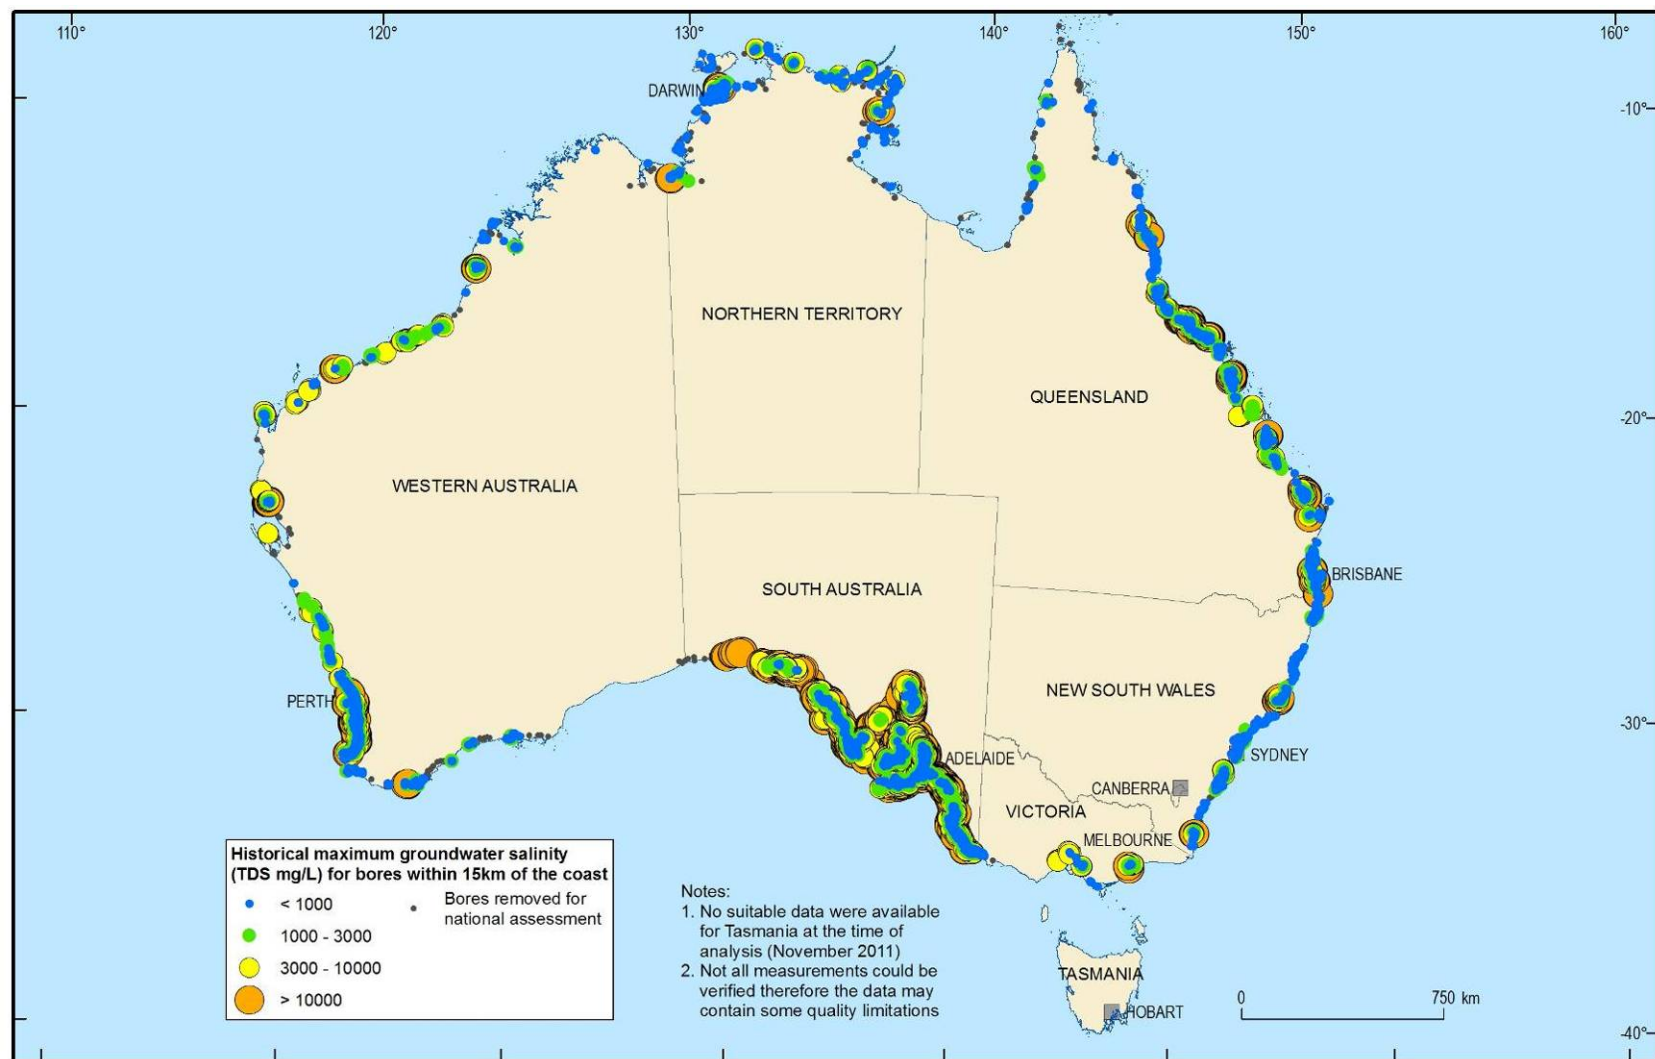 110°
120°
130°
140°
150°
160°
DARWIN
-10°
NORTHERN TERRITORY
QUEENSLAND
-20°
WESTERN AUSTRALIA
SOUTH AUSTRALIA
BRISBANE
NEW SOUTH WALES
PERTH
-30°
ADELAIDE
SYDNEY
CANBERRA
VICTORIA
MELBOURNE
Historical maximum groundwater salinity
(TDS mg/L) for bores within 15km of the coast
< 1000
1000 - 3000
3000 - 10000
> 10000
Bores removed for
national assessment
Notes:
1. No suitable data were available
for Tasmania at the time of
analysis (November 2011)
2. Not all measurements could be
verified therefore the data may
contain some quality limitations
TASMANIA
HOBART
0
750 km
-40°